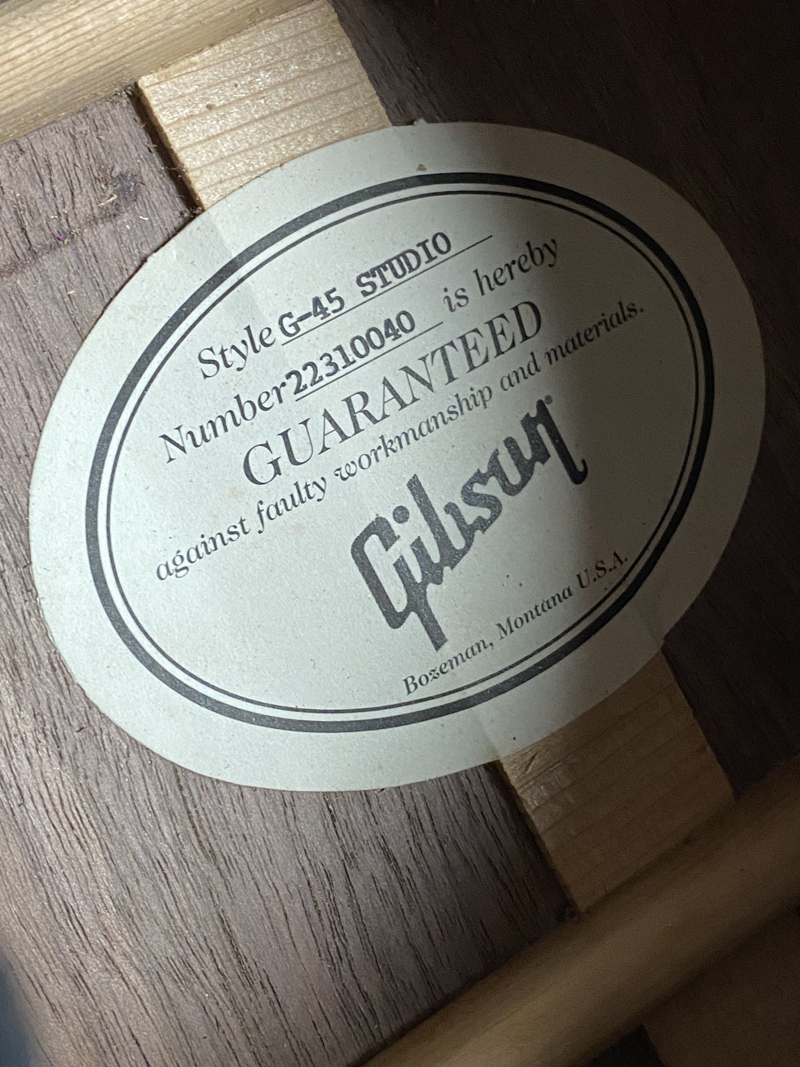 Style G-45 STUDIO
Number 22310040 is hereby
GUARANTEED
against faulty workmanship and materials.
Gibson®
Bozeman, Montana U.S.A.